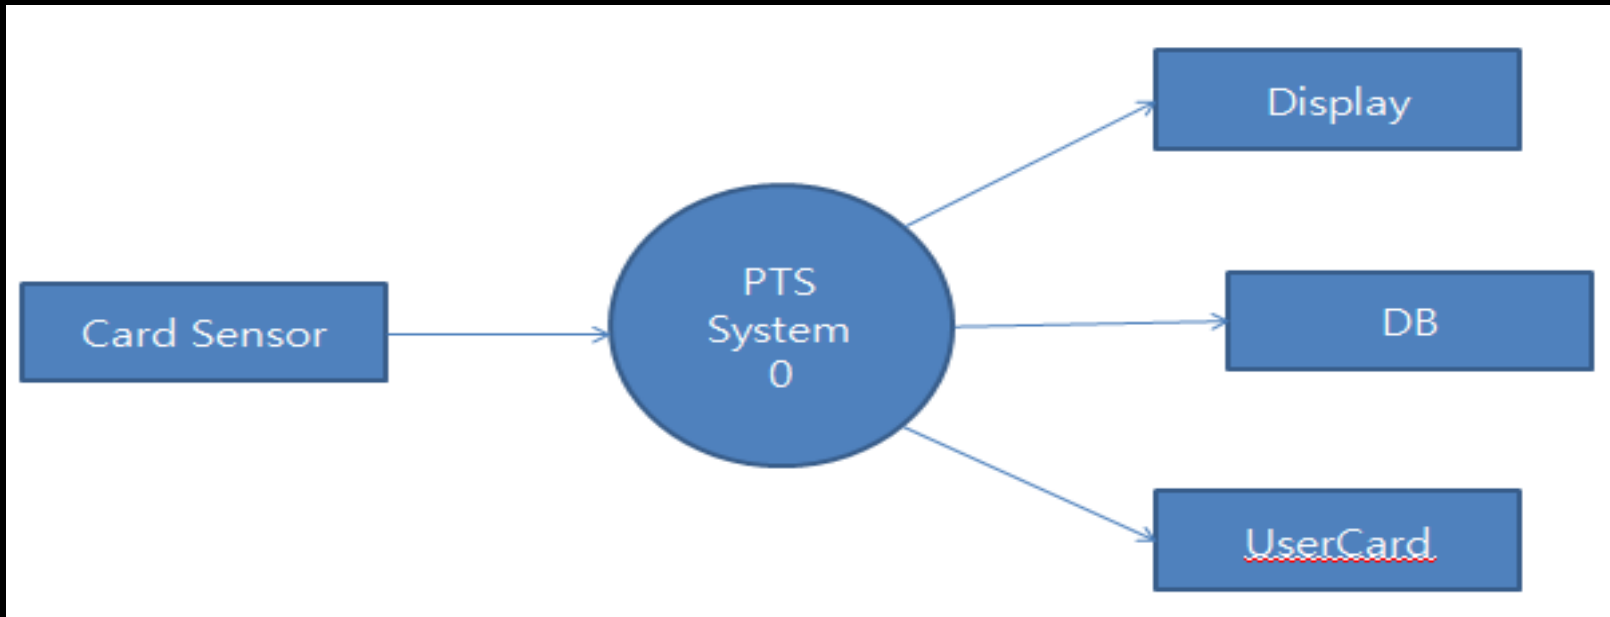 Display
Card Sensor
PTS
System
0
DB
UserCard